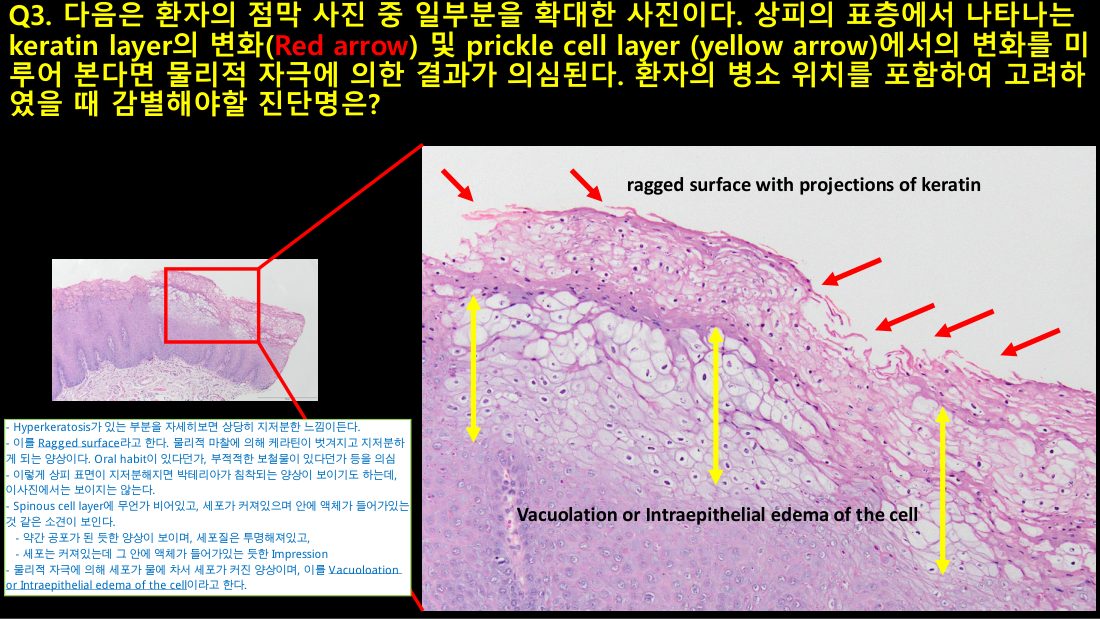 Q3. 다음은 환자의 점막 사진 중 일부분을 확대한 사진이다. 상피의 표층에서 나타나는
keratin layer의 변화(Red arrow) 및 prickle cell layer (yellow arrow)에서의 변화를 미
루어 본다면 물리적 자극에 의한 결과가 의심된다. 환자의 병소 위치를 포함하여 고려하
였을 때 감별해야할 진단명은?
ragged surface with projections of keratin
Vacuolation or Intraepithelial edema of the cell
- Hyperkeratosis가 있는 부분을 자세히보면 상당히 지저분한 느낌이든다.
- 이를 Ragged surface라고 한다. 물리적 마찰에 의해 케라틴이 벗겨지고 지저분하
게 되는 양상이다. Oral habit이 있다던가, 부적적한 보철물이 있다던가 등을 의심
- 이렇게 상피 표면이 지저분해지면 박테리아가 침착되는 양상이 보이기도 하는데,
이사진에서는 보이지는 않는다.
- Spinous cell layer에 무언가 비어있고, 세포가 커져있으며 안에 액체가 들어가있는
것 같은 소견이 보인다.
- 약간 공포가 된 듯한 양상이 보이며, 세포질은 투명해져있고,
- 세포는 커져있는데 그 안에 액체가 들어가있는 듯한 Impression
- 물리적 자극에 의해 세포가 물에 차서 세포가 커진 양상이며, 이를 Vacuoloation
or Intraepithelial edema of the cell이라고 한다.